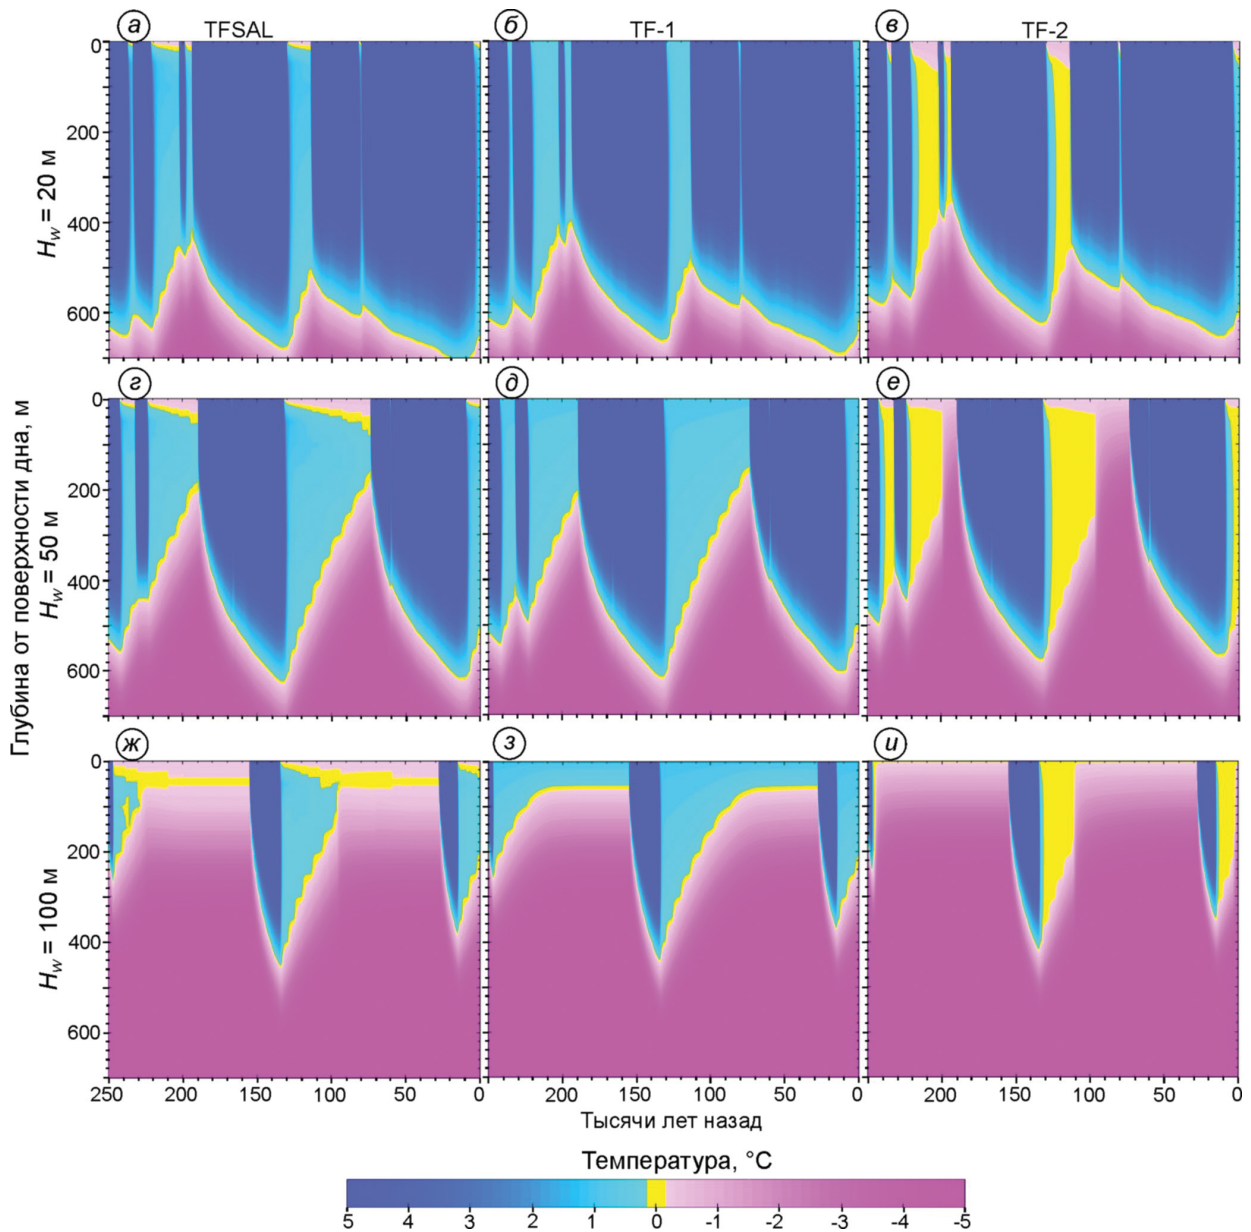 а TFSAL б TF-1 в TF-2
0
200
400
600
H_w = 20 м
г д е
0
200
400
600
H_w = 50 м
Глубина от поверхности дна, м
ж з и
0
200
400
600
H_w = 100 м
250 200 150 100 50 0 200 150 100 50 0 200 150 100 50 0
Тысячи лет назад
Температура, °C
5 4 3 2 1 0 -1 -2 -3 -4 -5